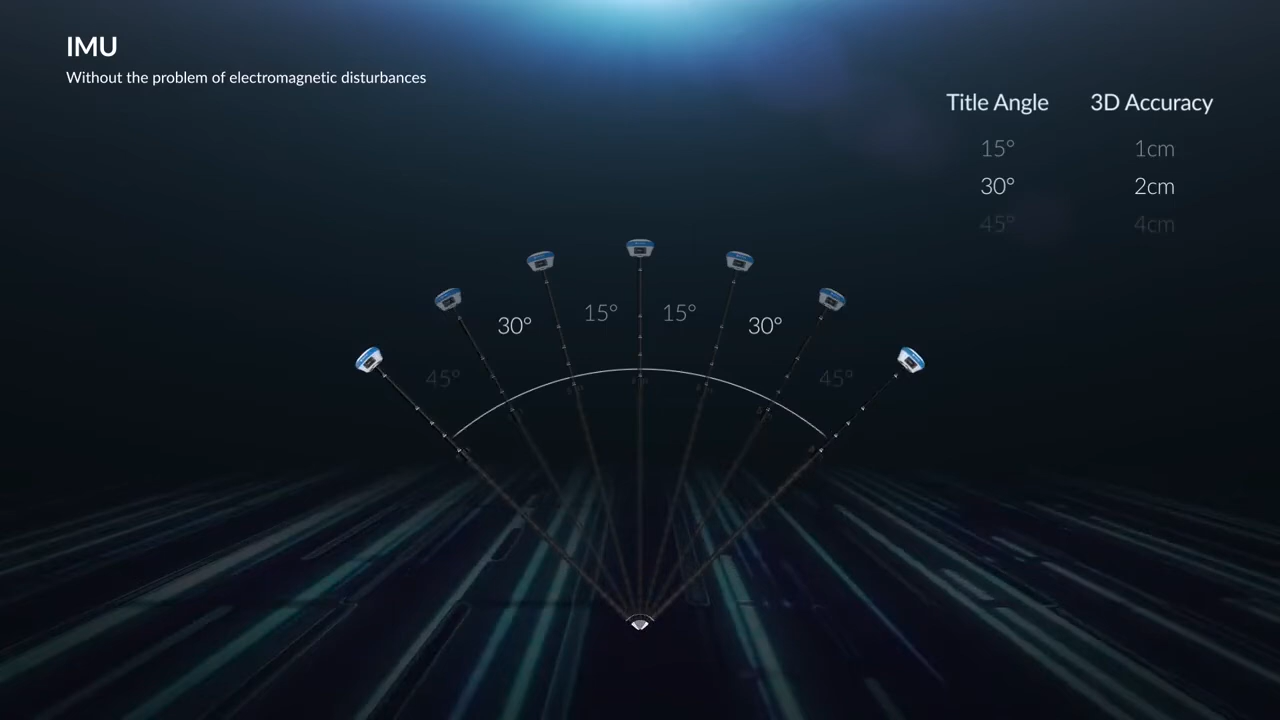 IMU
Without the problem of electromagnetic disturbances
Title Angle 3D Accuracy
15° 1cm
30° 2cm
45° 4cm
15° 15°
30° 30°
45° 45°